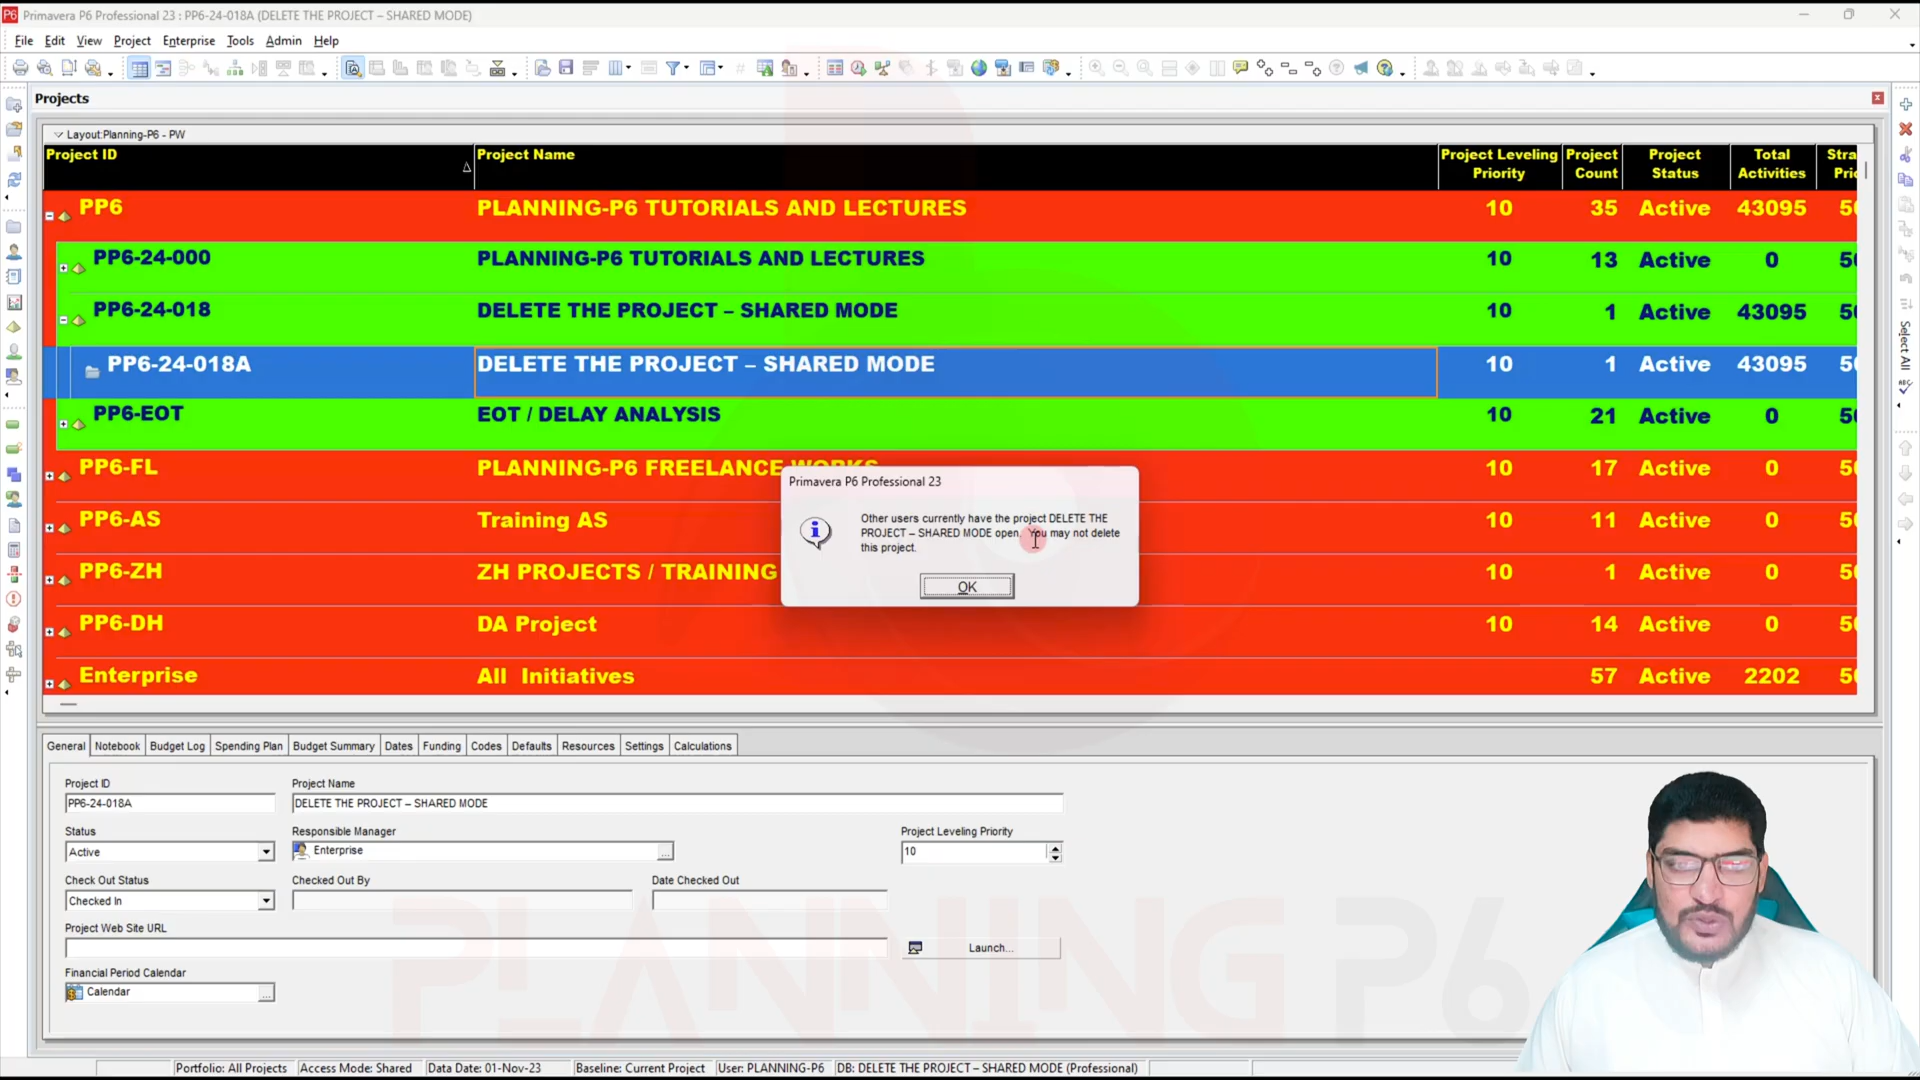 Primavera P6 Professional 23 : PP6-24-018A (DELETE THE PROJECT – SHARED MODE)
File Edit View Project Enterprise Tools Admin Help
Projects
Layout:Planning-P6 - PW
Project ID Project Name Project Leveling Priority Project Count Project Status Total Activities
PP6 PLANNING-P6 TUTORIALS AND LECTURES 10 35 Active 43095
PP6-24-000 PLANNING-P6 TUTORIALS AND LECTURES 10 13 Active 0
PP6-24-018 DELETE THE PROJECT – SHARED MODE 10 1 Active 43095
PP6-24-018A DELETE THE PROJECT – SHARED MODE 10 1 Active 43095
PP6-EOT EOT / DELAY ANALYSIS 10 21 Active 0
PP6-FL PLANNING-P6 FREELANCE WORKS 10 17 Active 0
PP6-AS Training AS 10 11 Active 0
PP6-ZH ZH PROJECTS / TRAINING 10 1 Active 0
PP6-DH DA Project 10 14 Active 0
Enterprise All Initiatives 57 Active 2202
Primavera P6 Professional 23
Other users currently have the project DELETE THE
PROJECT – SHARED MODE open. You may not delete
this project.
OK
Select All
General Notebook Budget Log Spending Plan Budget Summary Dates Funding Codes Defaults Resources Settings Calculations
Project ID Project Name
PP6-24-018A DELETE THE PROJECT – SHARED MODE
Status Responsible Manager Project Leveling Priority
Active Enterprise 10
Check Out Status Checked Out By Date Checked Out
Checked In
Project Web Site URL
Launch...
Financial Period Calendar
Calendar
PLANNING P6
Portfolio: All Projects Access Mode: Shared Data Date: 01-Nov-23 Baseline: Current Project User: PLANNING-P6 DB: DELETE THE PROJECT – SHARED MODE (Professional)